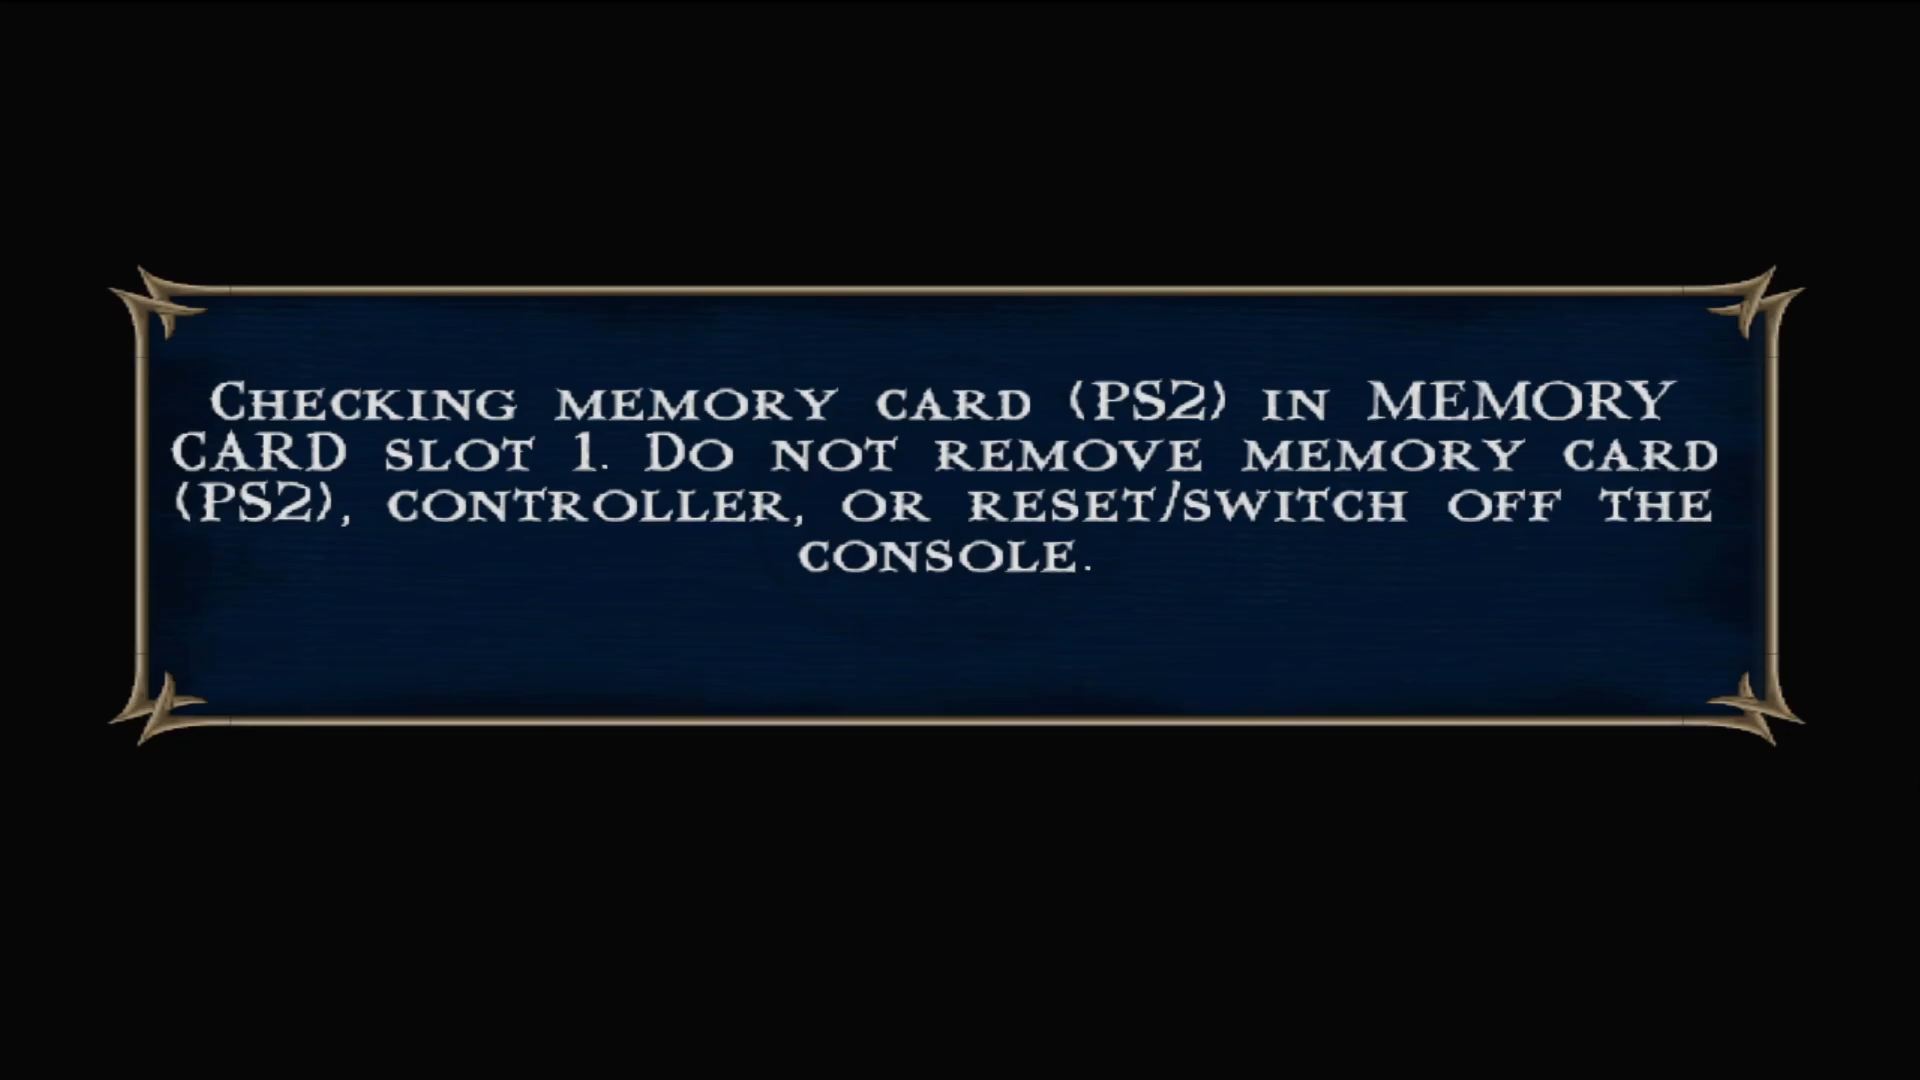 Checking memory card (PS2) in MEMORY
CARD slot 1. Do not remove memory card
(PS2), controller, or reset/switch off the
console.